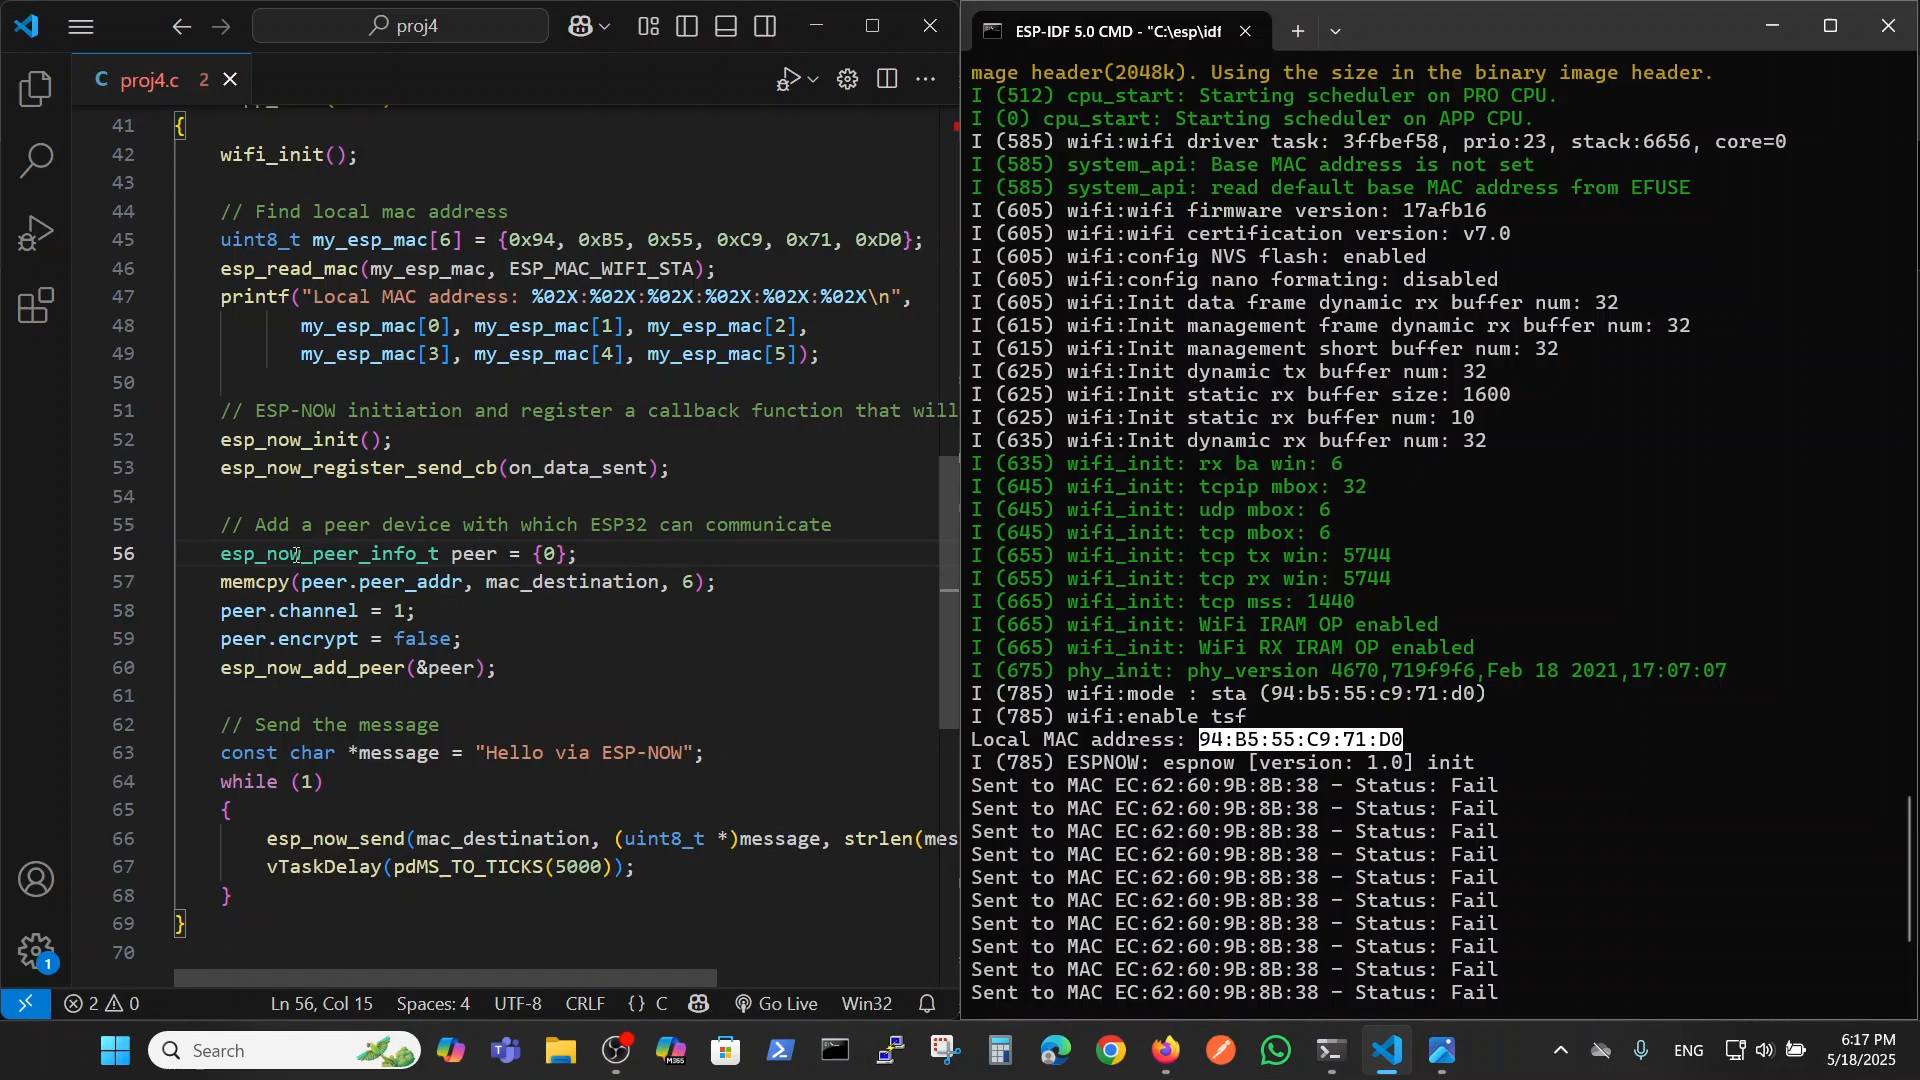 proj4
proj4.c 2
41 {
42 wifi_init();
43
44 // Find local mac address
45 uint8_t my_esp_mac[6] = {0x94, 0xB5, 0x55, 0xC9, 0x71, 0xD0};
46 esp_read_mac(my_esp_mac, ESP_MAC_WIFI_STA);
47 printf("Local MAC address: %02X:%02X:%02X:%02X:%02X:%02X\n",
48 my_esp_mac[0], my_esp_mac[1], my_esp_mac[2],
49 my_esp_mac[3], my_esp_mac[4], my_esp_mac[5]);
50
51 // ESP-NOW initiation and register a callback function that will
52 esp_now_init();
53 esp_now_register_send_cb(on_data_sent);
54
55 // Add a peer device with which ESP32 can communicate
56 esp_now_peer_info_t peer = {0};
57 memcpy(peer.peer_addr, mac_destination, 6);
58 peer.channel = 1;
59 peer.encrypt = false;
60 esp_now_add_peer(&peer);
61
62 // Send the message
63 const char *message = "Hello via ESP-NOW";
64 while (1)
65 {
66 esp_now_send(mac_destination, (uint8_t *)message, strlen(mes
67 vTaskDelay(pdMS_TO_TICKS(5000));
68 }
69 }
70
1
2 0 Ln 56, Col 15 Spaces: 4 UTF-8 CRLF {} C Go Live Win32
ESP-IDF 5.0 CMD - "C:\esp\idf
mage header(2048k). Using the size in the binary image header.
I (512) cpu_start: Starting scheduler on PRO CPU.
I (0) cpu_start: Starting scheduler on APP CPU.
I (585) wifi:wifi driver task: 3ffbef58, prio:23, stack:6656, core=0
I (585) system_api: Base MAC address is not set
I (585) system_api: read default base MAC address from EFUSE
I (605) wifi:wifi firmware version: 17afb16
I (605) wifi:wifi certification version: v7.0
I (605) wifi:config NVS flash: enabled
I (605) wifi:config nano formating: disabled
I (605) wifi:Init data frame dynamic rx buffer num: 32
I (615) wifi:Init management frame dynamic rx buffer num: 32
I (615) wifi:Init management short buffer num: 32
I (625) wifi:Init dynamic tx buffer num: 32
I (625) wifi:Init static rx buffer size: 1600
I (625) wifi:Init static rx buffer num: 10
I (635) wifi:Init dynamic rx buffer num: 32
I (635) wifi_init: rx ba win: 6
I (645) wifi_init: tcpip mbox: 32
I (645) wifi_init: udp mbox: 6
I (645) wifi_init: tcp mbox: 6
I (655) wifi_init: tcp tx win: 5744
I (655) wifi_init: tcp rx win: 5744
I (665) wifi_init: tcp mss: 1440
I (665) wifi_init: WiFi IRAM OP enabled
I (665) wifi_init: WiFi RX IRAM OP enabled
I (675) phy_init: phy_version 4670,719f9f6,Feb 18 2021,17:07:07
I (785) wifi:mode : sta (94:b5:55:c9:71:d0)
I (785) wifi:enable tsf
Local MAC address: 94:B5:55:C9:71:D0
I (785) ESPNOW: espnow [version: 1.0] init
Sent to MAC EC:62:60:9B:8B:38 - Status: Fail
Sent to MAC EC:62:60:9B:8B:38 - Status: Fail
Sent to MAC EC:62:60:9B:8B:38 - Status: Fail
Sent to MAC EC:62:60:9B:8B:38 - Status: Fail
Sent to MAC EC:62:60:9B:8B:38 - Status: Fail
Sent to MAC EC:62:60:9B:8B:38 - Status: Fail
Sent to MAC EC:62:60:9B:8B:38 - Status: Fail
Sent to MAC EC:62:60:9B:8B:38 - Status: Fail
Sent to MAC EC:62:60:9B:8B:38 - Status: Fail
Sent to MAC EC:62:60:9B:8B:38 - Status: Fail
Search
M365
ENG
6:17 PM
5/18/2025